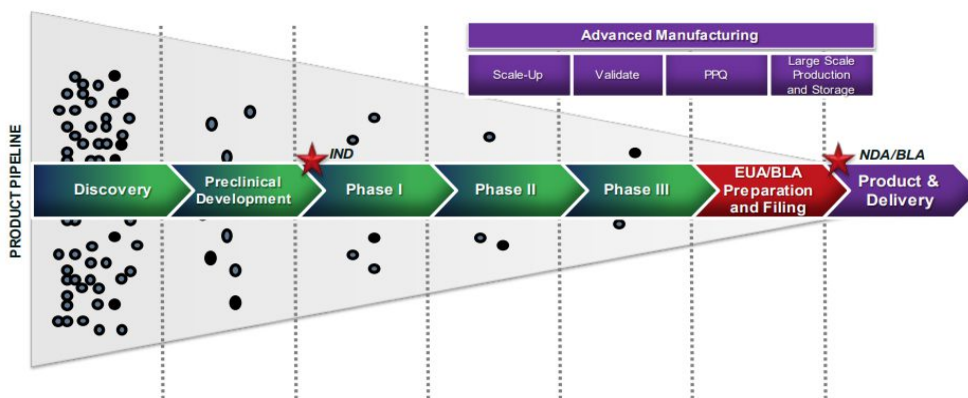 Advanced Manufacturing
Scale-Up
Validate
PPQ
Large Scale
Production
and Storage
IND
NDA/BLA
PRODUCT PIPELINE
Discovery
Preclinical
Development
Phase I
Phase II
Phase III
EUA/BLA
Preparation
and Filing
Product &
Delivery